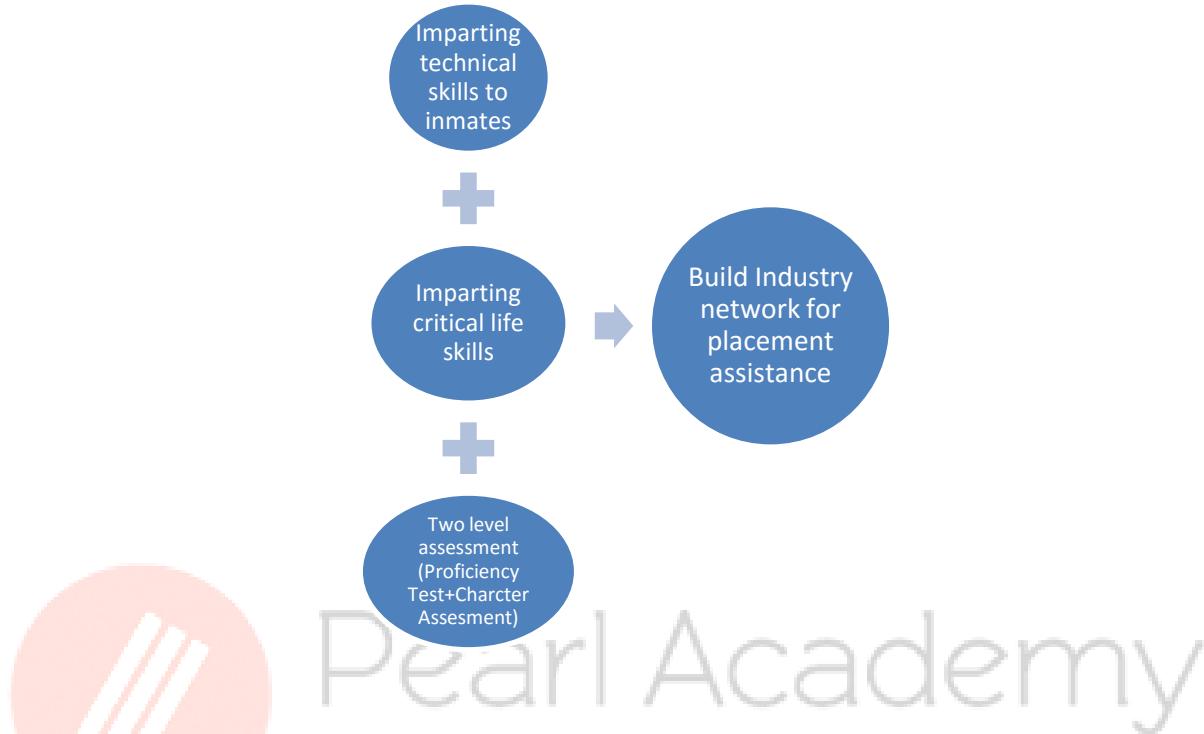 Imparting
technical
skills to
inmates
Imparting
critical life
skills
Build Industry
network for
placement
assistance
Two level
assessment
(Proficiency
Test+Charcter
Assesment)
Pearl Academy